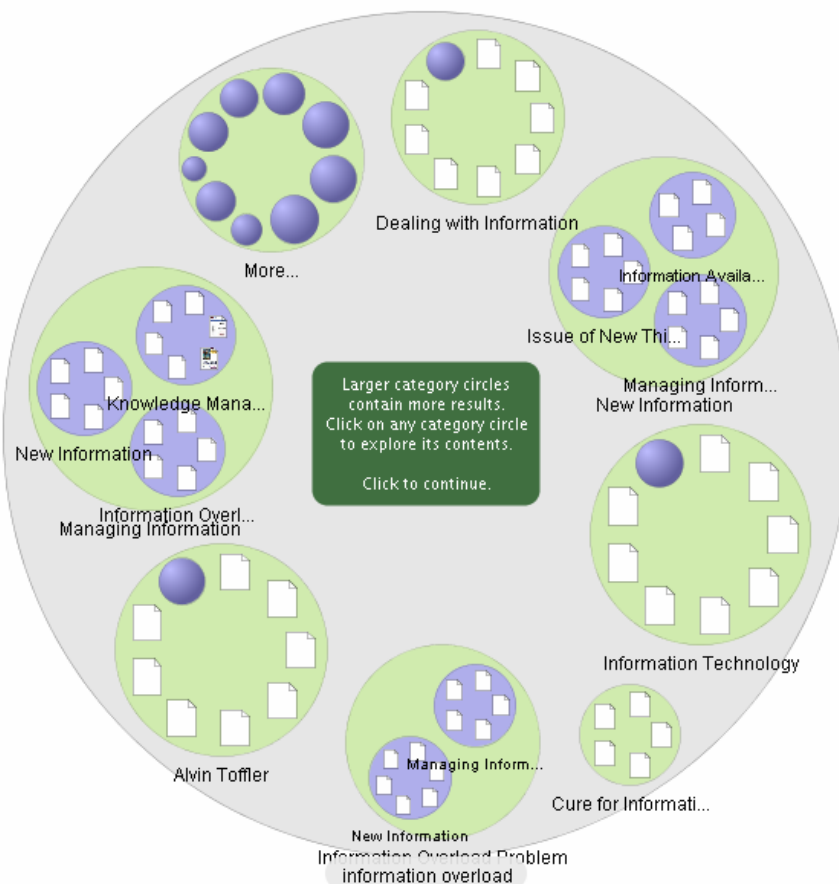 Dealing with Information
More...
Information Availa...
Issue of New Thi...
Managing Inform...
New Information
Larger category circles
contain more results.
Click on any category circle
to explore its contents.
Click to continue.
Knowledge Mana...
New Information
Information Overl...
Managing Information
Information Technology
Alvin Toffler
Managing Inform...
Cure for Informati...
New Information
Information Overload Problem
information overload